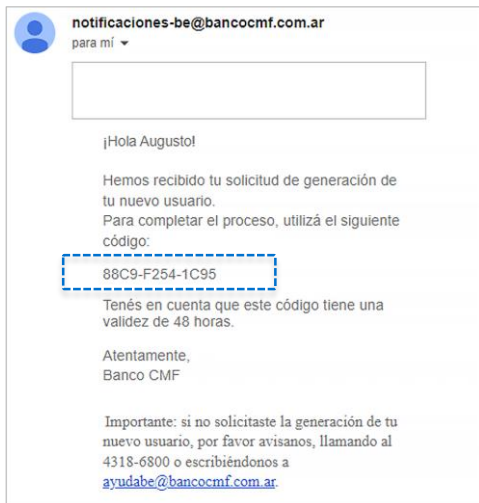 notificaciones-be@bancocmf.com.ar
para mí
¡Hola Augusto!
Hemos recibido tu solicitud de generación de
tu nuevo usuario.
Para completar el proceso, utilizá el siguiente
código:
88C9-F254-1C95
Tenés en cuenta que este código tiene una
validez de 48 horas.
Atentamente,
Banco CMF
Importante: si no solicitaste la generación de tu
nuevo usuario, por favor avisanos, llamando al
4318-6800 o escribiéndonos a
ayudabe@bancocmf.com.ar.